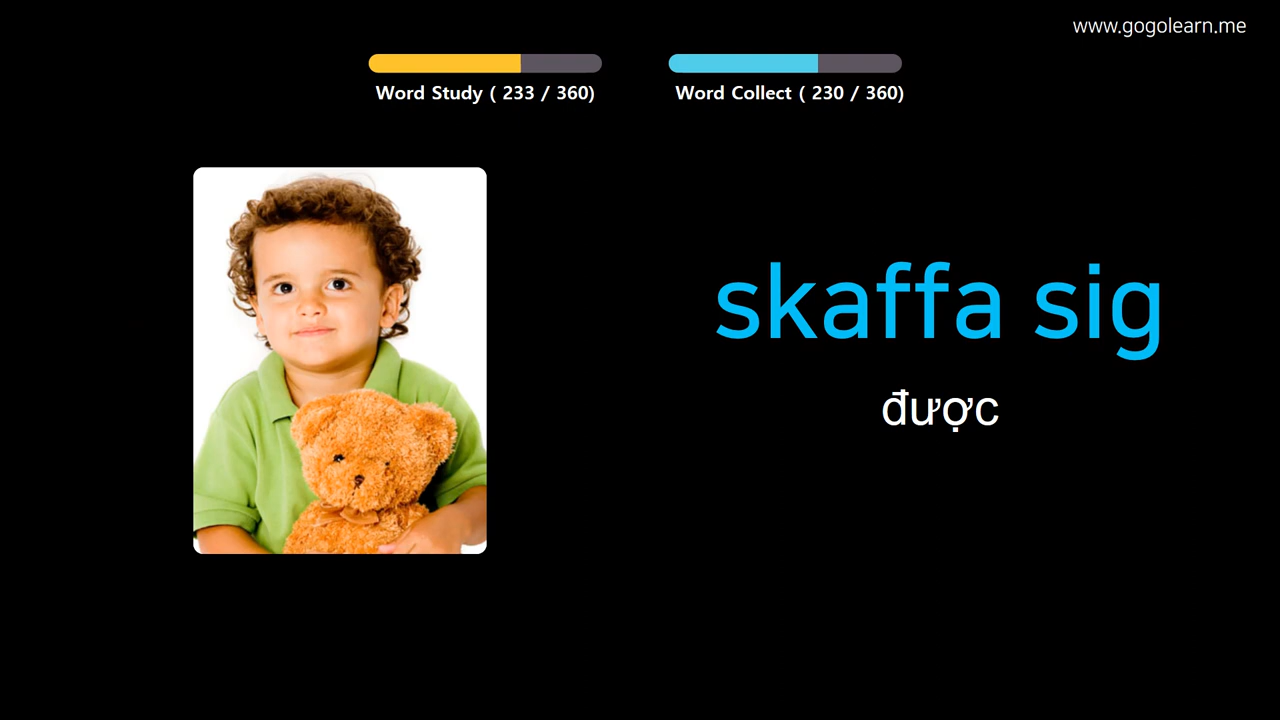 www.gogolearn.me
Word Study ( 233 / 360)
Word Collect ( 230 / 360)
skaffa sig
được